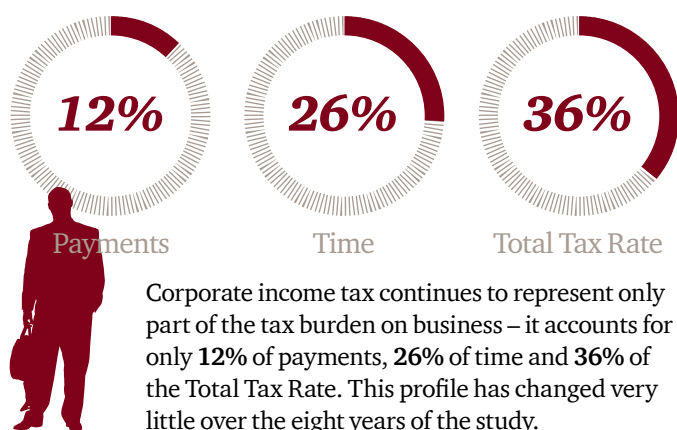 12%
26%
36%
Payments
Time
Total Tax Rate
Corporate income tax continues to represent only
part of the tax burden on business – it accounts for
only 12% of payments, 26% of time and 36% of
the Total Tax Rate. This profile has changed very
little over the eight years of the study.